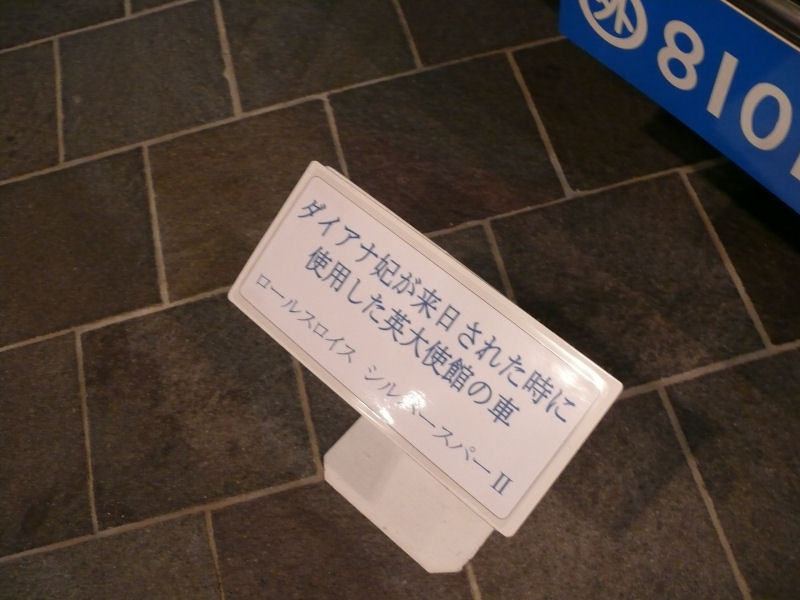 ダイアナ妃が来日された時に
使用した英大使館の車
ロールスロイス シルバースパーⅡ
外 8101